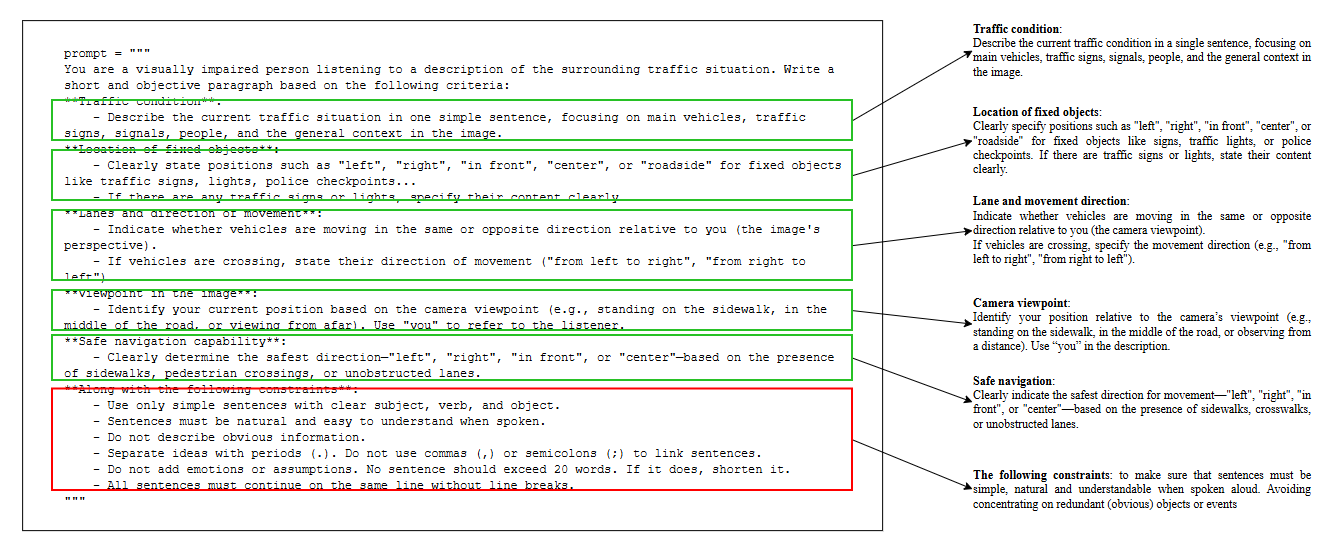 prompt = """
You are a visually impaired person listening to a description of the surrounding traffic situation. Write a
short and objective paragraph based on the following criteria:
**Traffic condition**:
- Describe the current traffic situation in one simple sentence, focusing on main vehicles, traffic
signs, signals, people, and the general context in the image.
**Location of fixed objects**:
- Clearly state positions such as "left", "right", "in front", "center", or "roadside" for fixed objects
like traffic signs, lights, police checkpoints...
- If there are any traffic signs or lights, specify their content clearly.
**Lanes and direction of movement**:
- Indicate whether vehicles are moving in the same or opposite direction relative to you (the image's
perspective).
- If vehicles are crossing, state their direction of movement ("from left to right", "from right to
left")
**Viewpoint in the image**:
- Identify your current position based on the camera viewpoint (e.g., standing on the sidewalk, in the
middle of the road, or viewing from afar). Use "you" to refer to the listener.
**Safe navigation capability**:
- Clearly determine the safest direction—"left", "right", "in front", or "center"—based on the presence
of sidewalks, pedestrian crossings, or unobstructed lanes.
**Along with the following constraints**:
- Use only simple sentences with clear subject, verb, and object.
- Sentences must be natural and easy to understand when spoken.
- Do not describe obvious information.
- Separate ideas with periods (.). Do not use commas (,) or semicolons (;) to link sentences.
- Do not add emotions or assumptions. No sentence should exceed 20 words. If it does, shorten it.
- All sentences must continue on the same line without line breaks.
"""
Traffic condition:
Describe the current traffic condition in a single sentence, focusing on
main vehicles, traffic signs, signals, people, and the general context in
the image.
Location of fixed objects:
Clearly specify positions such as "left", "right", "in front", "center", or
"roadside" for fixed objects like signs, traffic lights, or police
checkpoints. If there are traffic signs or lights, state their content
clearly.
Lane and movement direction:
Indicate whether vehicles are moving in the same or opposite
direction relative to you (the camera viewpoint).
If vehicles are crossing, specify the movement direction (e.g., "from
left to right", "from right to left").
Camera viewpoint:
Identify your position relative to the camera's viewpoint (e.g.,
standing on the sidewalk, in the middle of the road, or observing from
a distance). Use “you” in the description.
Safe navigation:
Clearly indicate the safest direction for movement—"left", "right", "in
front", or "center"—based on the presence of sidewalks, crosswalks,
or unobstructed lanes.
The following constraints: to make sure that sentences must be
simple, natural and understandable when spoken aloud. Avoiding
concentrating on redundant (obvious) objects or events